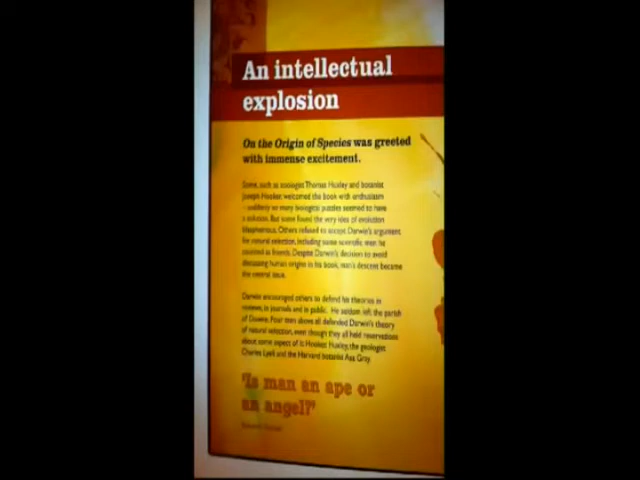 An intellectual
explosion
On the Origin of Species was greeted
with immense excitement.
Some, such as zoologist Thomas Huxley and botanist
Joseph Hooker, welcomed the book with enthusiasm
– suddenly so many biological puzzles seemed to have
a solution. But some found the very idea of evolution
blasphemous. Others refused to accept Darwin's argument
for natural selection, including some scientific men he
counted as friends. Despite Darwin's decision to avoid
discussing human origins in his book, man's descent became
the central issue.
Darwin encouraged others to defend his theories in
reviews, in journals and in public. He seldom left the parish
of Downe. Four men above all defended Darwin's theory
of natural selection, even though they all held reservations
about some aspect of it: Hooker, Huxley, the geologist
Charles Lyell and the Harvard botanist Asa Gray.
'Is man an ape or
an angel?'